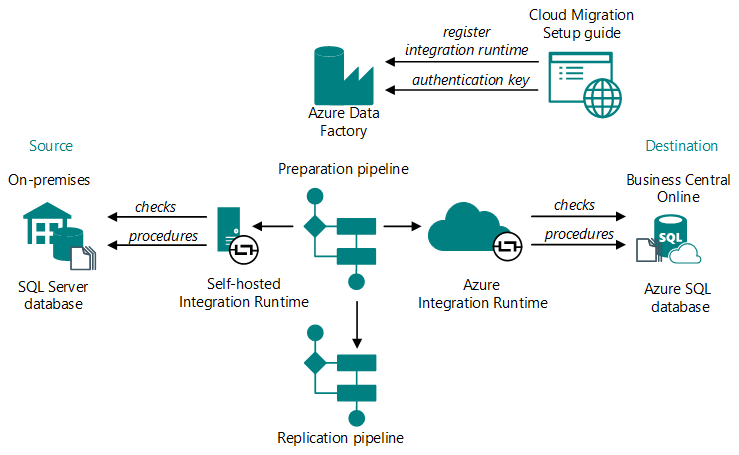 Cloud Migration
Setup guide
register
integration runtime
authentication key
Azure Data
Factory
Source
Destination
On-premises
Preparation pipeline
Business Central
Online
checks
procedures
checks
procedures
SQL
SQL Server
database
Self-hosted
Integration Runtime
Azure
Integration Runtime
Azure SQL
database
Replication pipeline